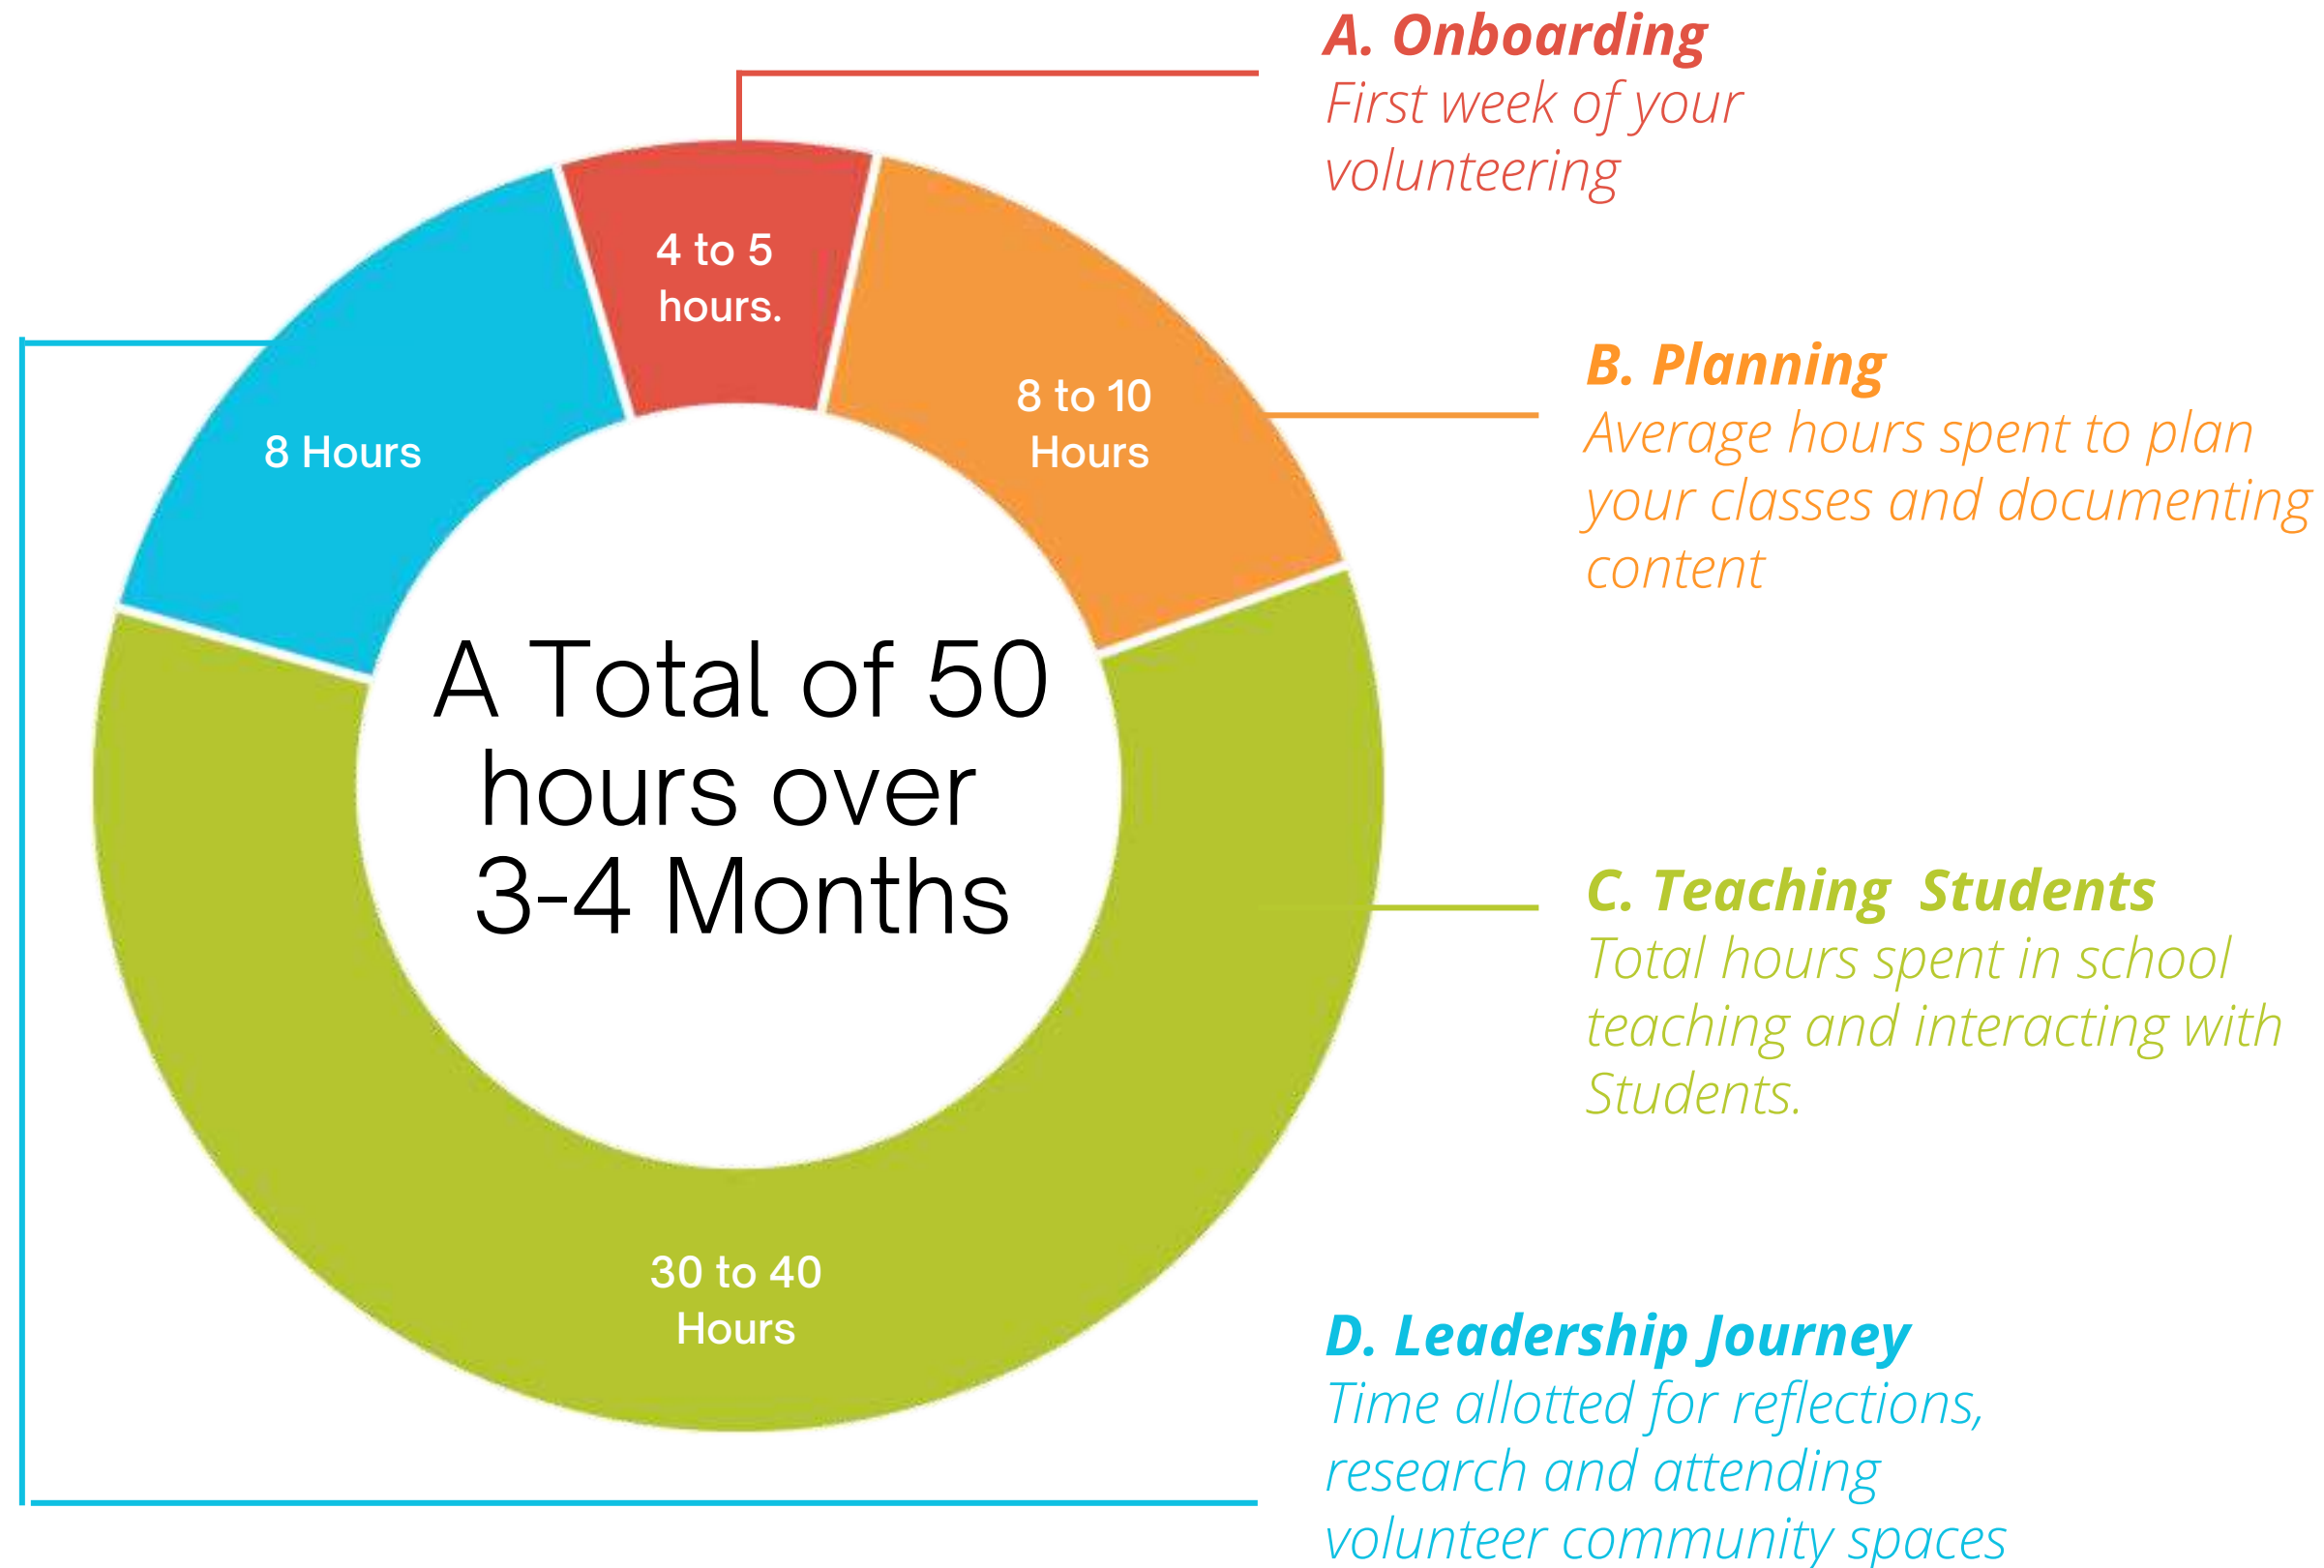 A. Onboarding
First week of your
volunteering
4 to 5
hours.
8 to 10
Hours
8 Hours
B. Planning
Average hours spent to plan
your classes and documenting
content
A Total of 50
hours over
3-4 Months
C. Teaching Students
Total hours spent in school
teaching and interacting with
Students.
30 to 40
Hours
D. Leadership Journey
Time allotted for reflections,
research and attending
volunteer community spaces